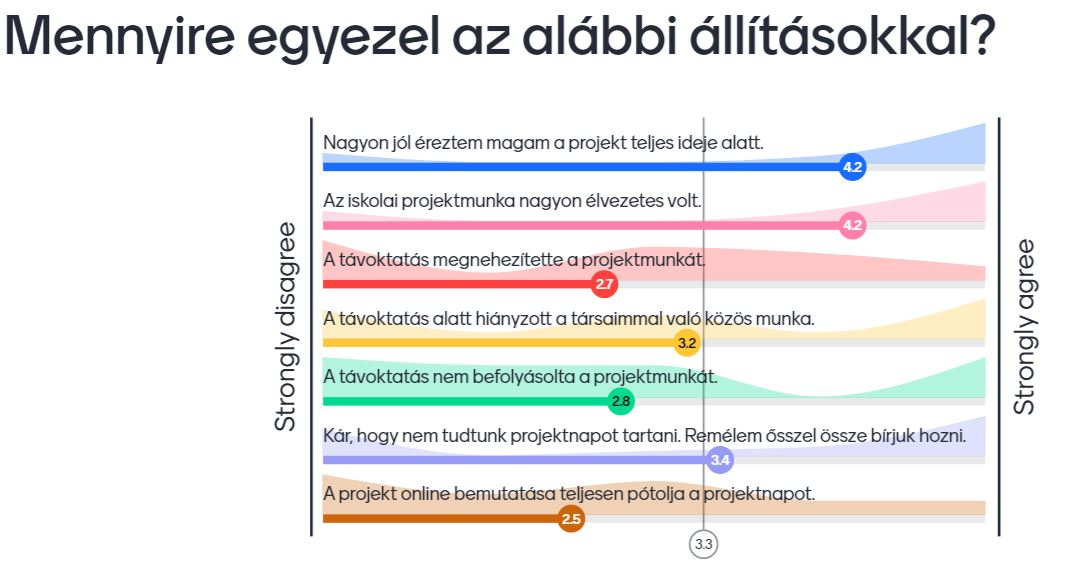 Mennyire egyezel az alábbi állításokkal?
Strongly disagree
Nagyon jól éreztem magam a projekt teljes ideje alatt.
4.2
Az iskolai projektmunka nagyon élvezetes volt.
4.2
A távoktatás megnehezítette a projektmunkát.
2.7
A távoktatás alatt hiányzott a társaimmal való közös munka.
3.2
A távoktatás nem befolyásolta a projektmunkát.
2.8
Kár, hogy nem tudtunk projektnapot tartani. Remélem ősszel össze bírjuk hozni.
3.4
A projekt online bemutatása teljesen pótolja a projektnapot.
2.5
3.3
Strongly agree